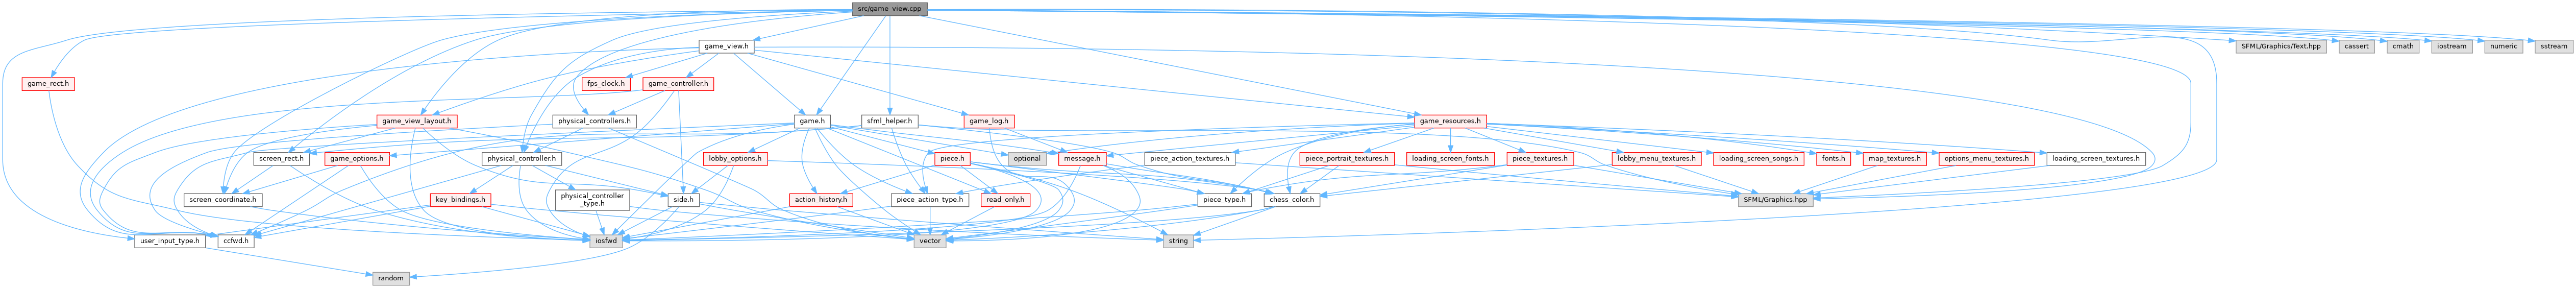 src/game_view.cpp
game_view.h
SFML/Graphics/Text.hpp
cassert
cmath
iostream
numeric
sstream
game_rect.h
fps_clock.h
game_controller.h
game_view_layout.h
physical_controllers.h
game.h
sfml_helper.h
game_log.h
game_resources.h
screen_rect.h
game_options.h
physical_controller.h
lobby_options.h
piece.h
optional
message.h
piece_action_textures.h
piece_portrait_textures.h
loading_screen_fonts.h
piece_textures.h
lobby_menu_textures.h
loading_screen_songs.h
fonts.h
map_textures.h
options_menu_textures.h
loading_screen_textures.h
screen_coordinate.h
key_bindings.h
physical_controller
_type.h
side.h
action_history.h
piece_action_type.h
read_only.h
piece_type.h
chess_color.h
SFML/Graphics.hpp
user_input_type.h
ccfwd.h
iosfwd
vector
string
random